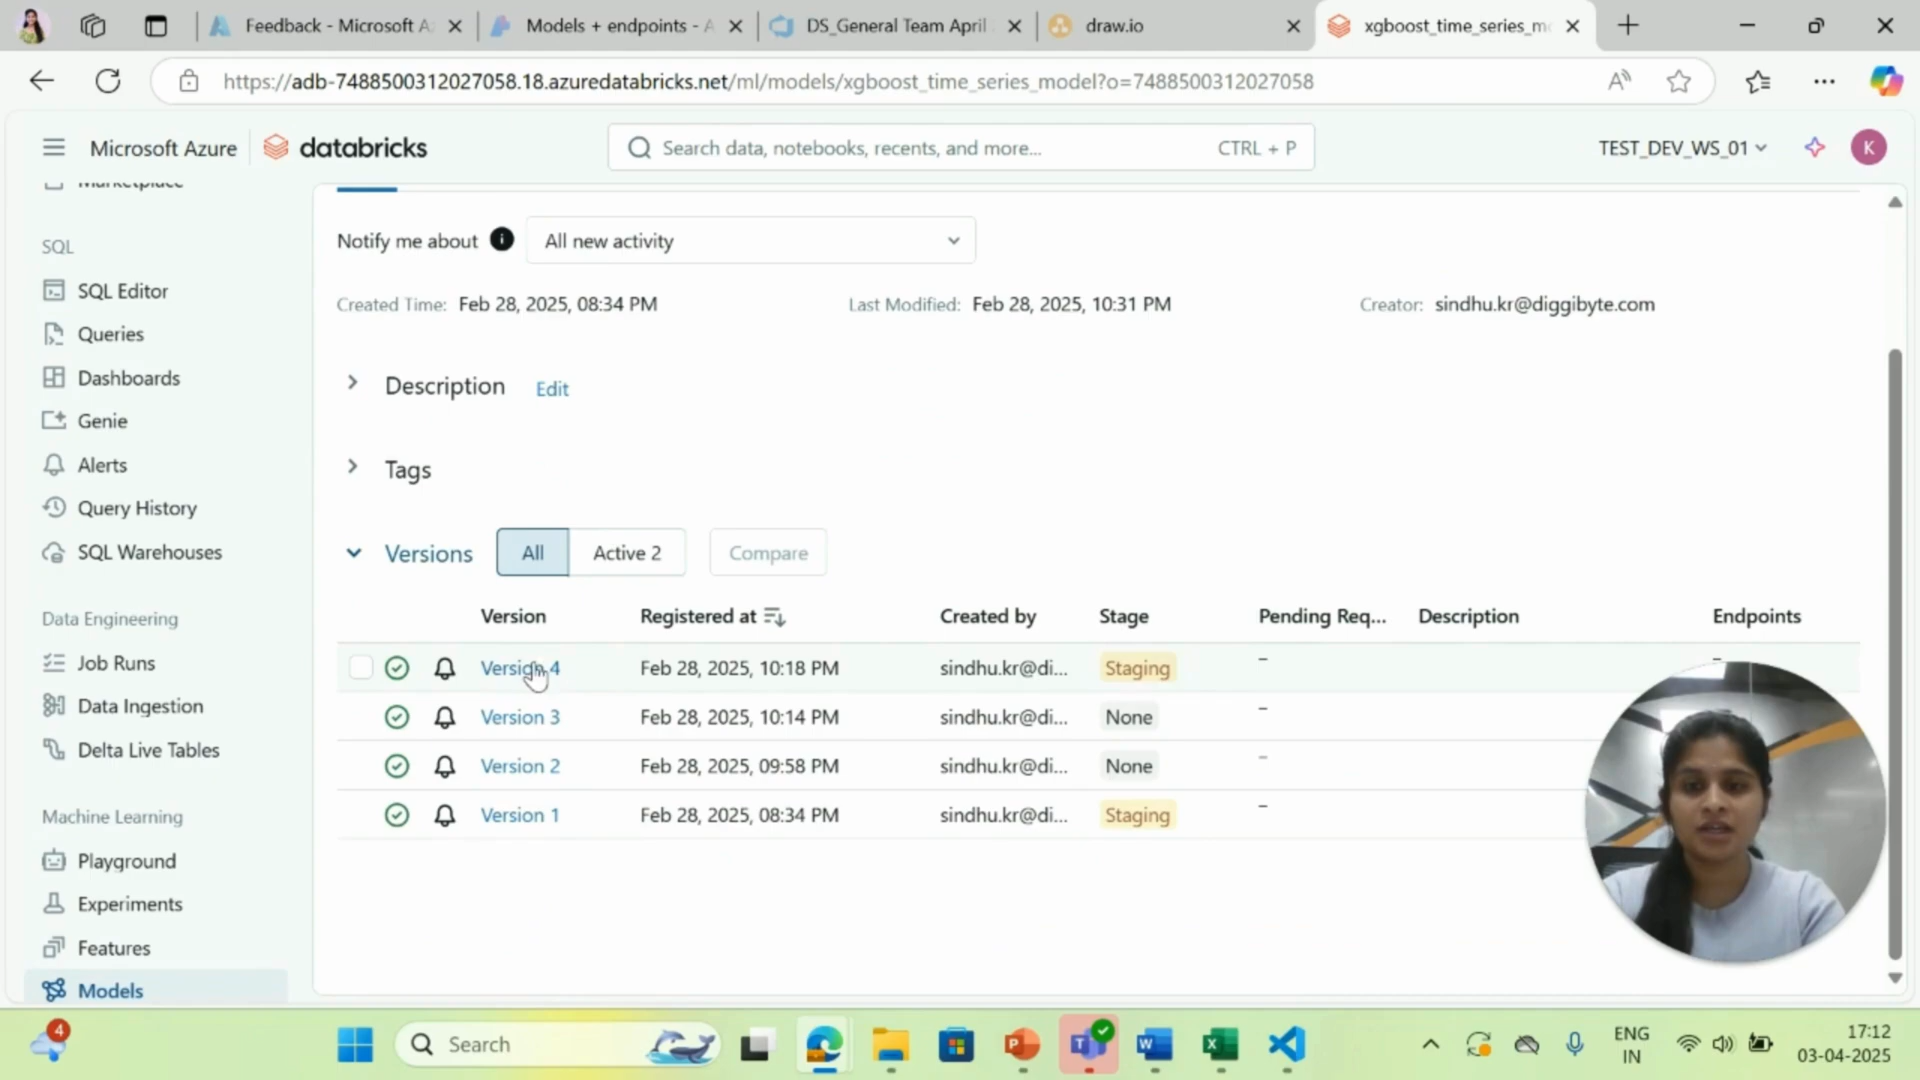 Feedback - Microsoft A
Models + endpoints - A
DS_General Team April
draw.io
xgboost_time_series_m
https://adb-7488500312027058.18.azuredatabricks.net/ml/models/xgboost_time_series_model?o=7488500312027058
Microsoft Azure
databricks
Search data, notebooks, recents, and more...
CTRL + P
TEST_DEV_WS_01
K
Marketplace
SQL
SQL Editor
Queries
Dashboards
Genie
Alerts
Query History
SQL Warehouses
Data Engineering
Job Runs
Data Ingestion
Delta Live Tables
Machine Learning
Playground
Experiments
Features
Models
Notify me about
All new activity
Created Time: Feb 28, 2025, 08:34 PM
Last Modified: Feb 28, 2025, 10:31 PM
Creator: sindhu.kr@diggibyte.com
Description Edit
Tags
Versions All Active 2 Compare
Version Registered at Created by Stage Pending Req... Description Endpoints
Version 4 Feb 28, 2025, 10:18 PM sindhu.kr@di... Staging – –
Version 3 Feb 28, 2025, 10:14 PM sindhu.kr@di... None –
Version 2 Feb 28, 2025, 09:58 PM sindhu.kr@di... None –
Version 1 Feb 28, 2025, 08:34 PM sindhu.kr@di... Staging –
4
Search
ENG
IN
17:12
03-04-2025